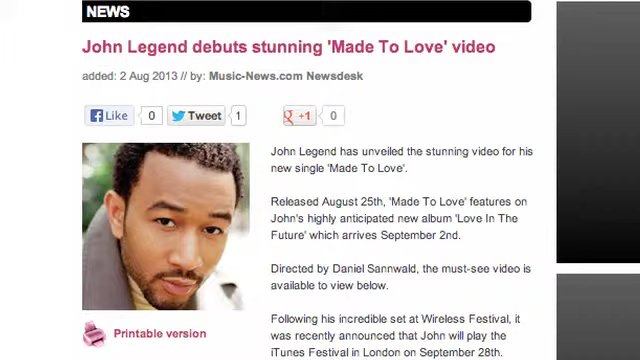 NEWS
John Legend debuts stunning 'Made To Love' video
added: 2 Aug 2013 // by: Music-News.com Newsdesk
Like 0 Tweet 1 +1 0
John Legend has unveiled the stunning video for his
new single 'Made To Love'.
Released August 25th, 'Made To Love' features on
John's highly anticipated new album 'Love In The
Future' which arrives September 2nd.
Directed by Daniel Sannwald, the must-see video is
available to view below.
Following his incredible set at Wireless Festival, it
was recently announced that John will play the
iTunes Festival in London on September 28th.
Printable version